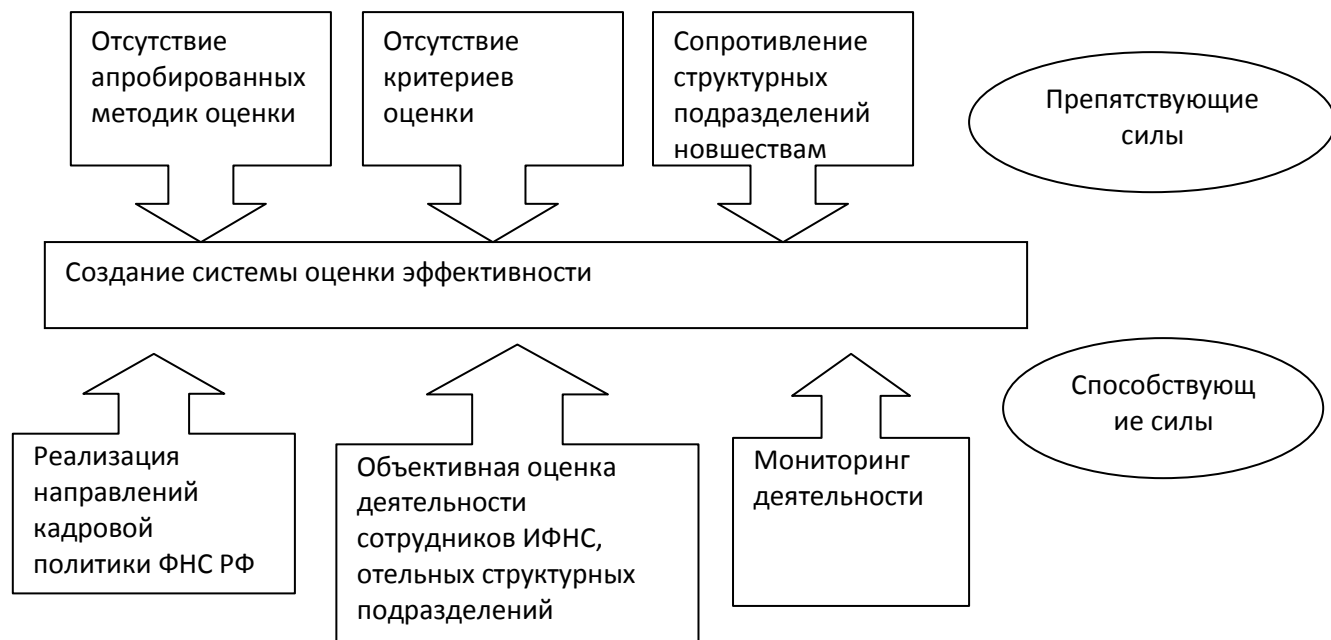 Отсутствие
апробированных
методик оценки
Отсутствие
критериев
оценки
Сопротивление
структурных
подразделений
новшествам
Препятствующие
силы
Создание системы оценки эффективности
Способствующ
ие силы
Реализация
направлений
кадровой
политики ФНС РФ
Объективная оценка
деятельности
сотрудников ИФНС,
отельных структурных
подразделений
Мониторинг
деятельности